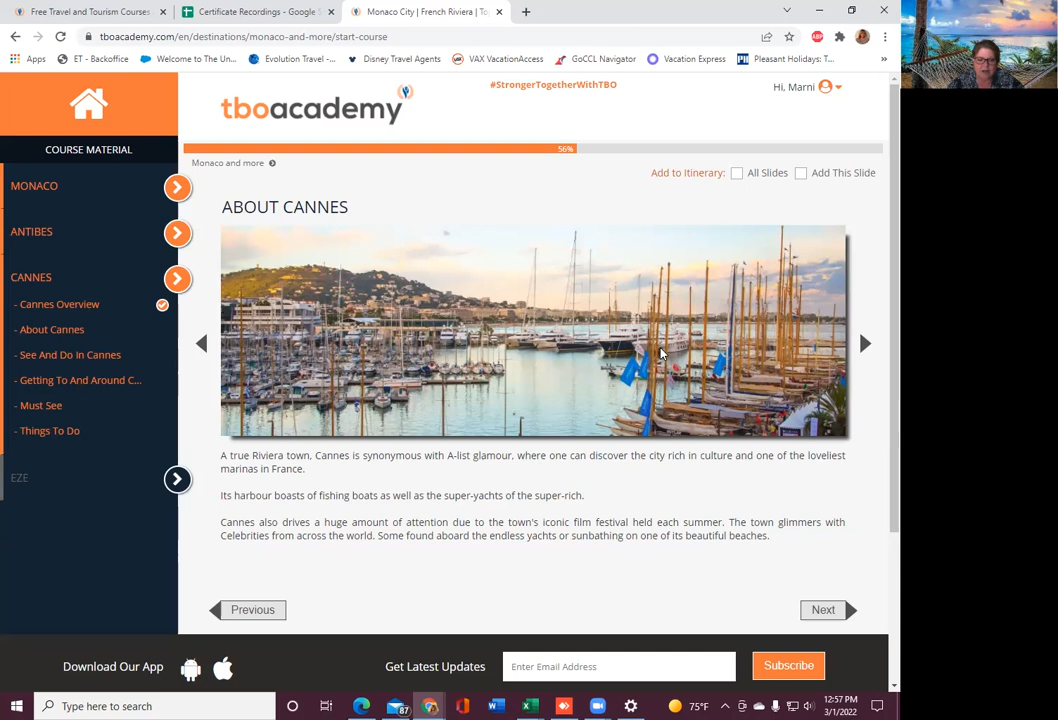 Free Travel and Tourism Courses
Certificate Recordings - Google S
Monaco City | French Riviera | To
tboacademy.com/en/destinations/monaco-and-more/start-course
Apps
ET - Backoffice
Welcome to The Un...
Evolution Travel -...
Disney Travel Agents
VAX VacationAccess
GoCCL Navigator
Vacation Express
Pleasant Holidays: T...
tboacademy
#StrongerTogetherWithTBO
Hi, Marni
COURSE MATERIAL
56%
Monaco and more
Add to Itinerary: All Slides Add This Slide
MONACO
ANTIBES
CANNES
- Cannes Overview
- About Cannes
- See And Do In Cannes
- Getting To And Around C...
- Must See
- Things To Do
EZE
ABOUT CANNES
A true Riviera town, Cannes is synonymous with A-list glamour, where one can discover the city rich in culture and one of the loveliest
marinas in France.
Its harbour boasts of fishing boats as well as the super-yachts of the super-rich.
Cannes also drives a huge amount of attention due to the town's iconic film festival held each summer. The town glimmers with
Celebrities from across the world. Some found aboard the endless yachts or sunbathing on one of its beautiful beaches.
Previous
Next
Download Our App
Get Latest Updates
Enter Email Address
Subscribe
Type here to search
87
75°F
12:57 PM
3/1/2022